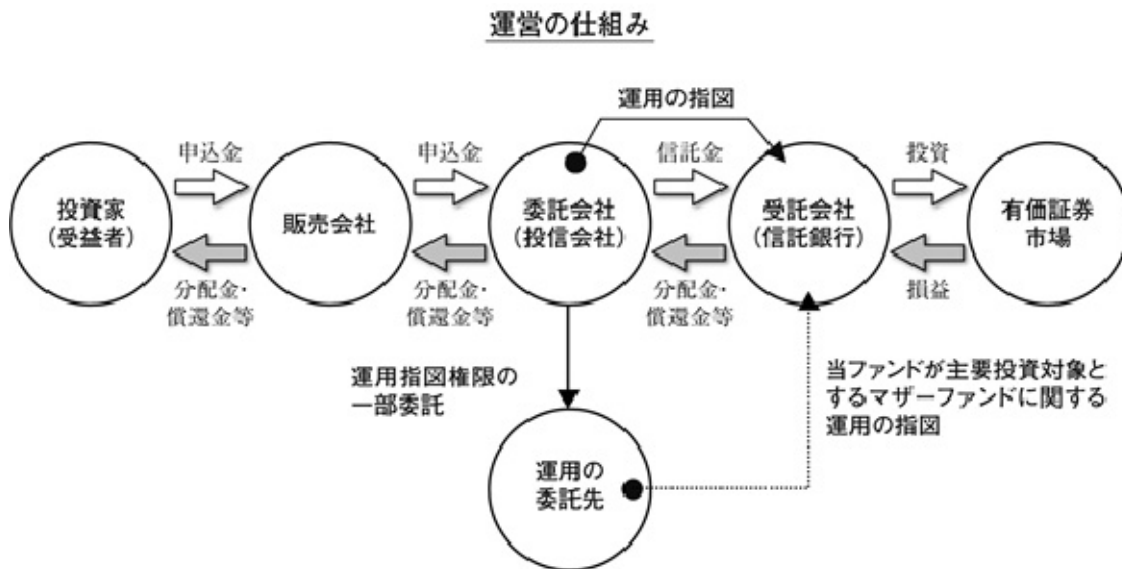 運営の仕組み
運用の指図
申込金
申込金
信託金
投資
投資家
(受益者)
販売会社
委託会社
(投信会社)
受託会社
(信託銀行)
有価証券
市場
分配金・
償還金等
分配金・
償還金等
分配金・
償還金等
損益
運用指図権限の
一部委託
当ファンドが主要投資対象と
するマザーファンドに関する
運用の指図
運用の
委託先